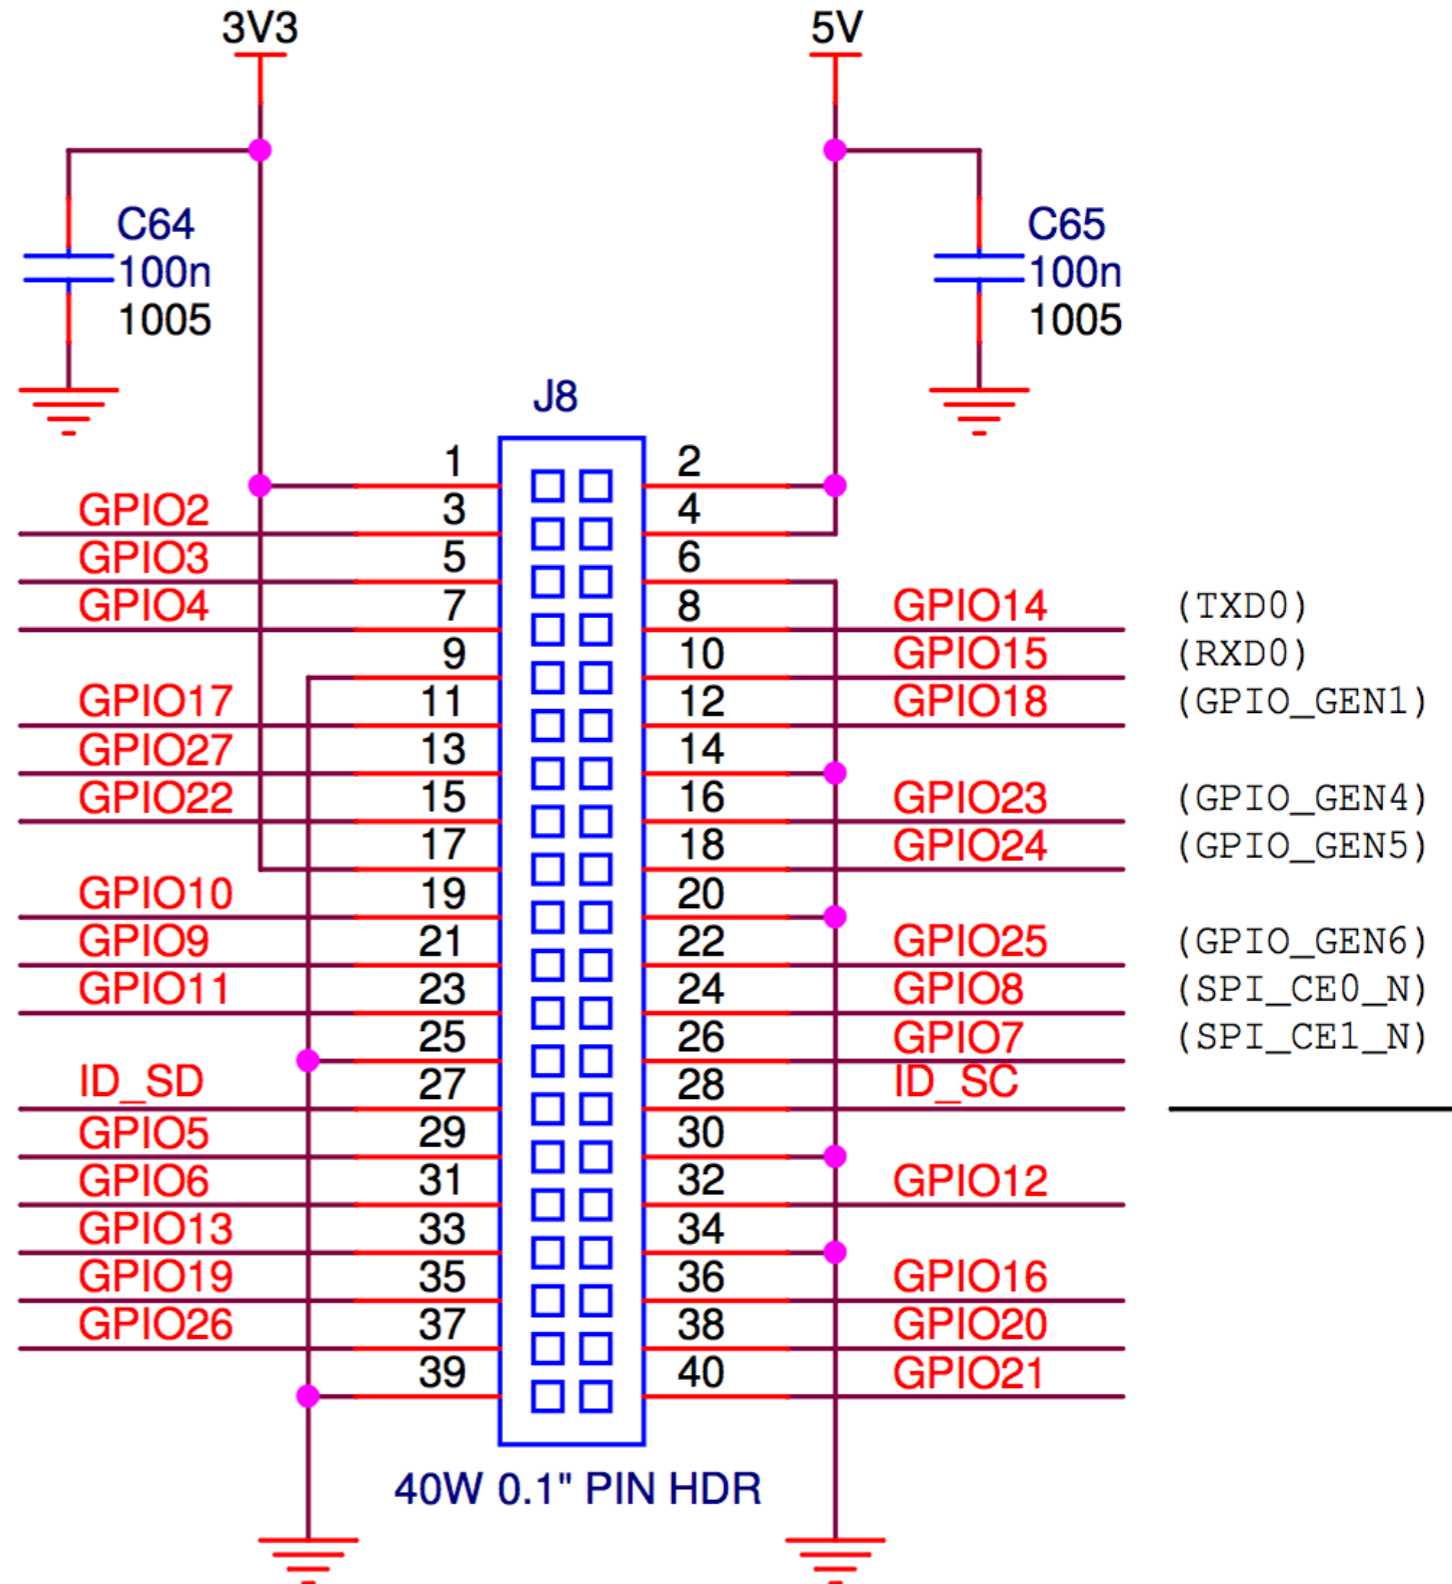 3V3 5V
C64 C65
100n 100n
1005 1005
J8
1 2
GPIO2 3 4
GPIO3 5 6
GPIO4 7 8 GPIO14 (TXD0)
9 10 GPIO15 (RXD0)
GPIO17 11 12 GPIO18 (GPIO_GEN1)
GPIO27 13 14
GPIO22 15 16 GPIO23 (GPIO_GEN4)
17 18 GPIO24 (GPIO_GEN5)
GPIO10 19 20
GPIO9 21 22 GPIO25 (GPIO_GEN6)
GPIO11 23 24 GPIO8 (SPI_CE0_N)
25 26 GPIO7 (SPI_CE1_N)
ID_SD 27 28 ID_SC
GPIO5 29 30
GPIO6 31 32 GPIO12
GPIO13 33 34
GPIO19 35 36 GPIO16
GPIO26 37 38 GPIO20
39 40 GPIO21
40W 0.1" PIN HDR